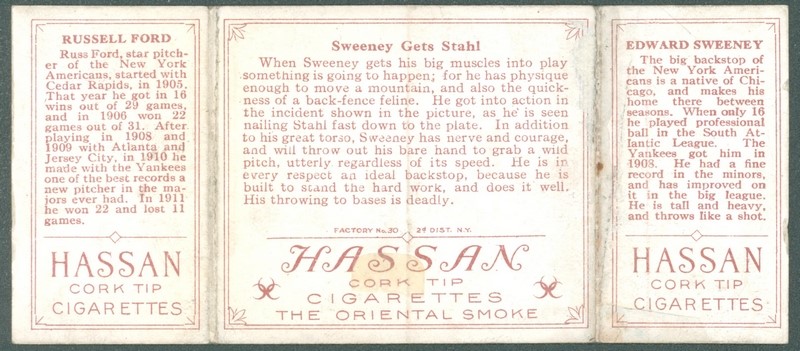 RUSSELL FORD
Russ Ford, star pitch-
er of the New York
Americans, started with
Cedar Rapids, in 1905.
That year he got in 16
wins out of 29 games,
and in 1906 won 22
games out of 31. After
playing in 1908 and
1909 with Atlanta and
Jersey City, in 1910 he
made with the Yankees
one of the best records a
new pitcher in the ma-
jors ever had. In 1911
he won 22 and lost 11
games.
HASSAN
CORK TIP
CIGARETTES
Sweeney Gets Stahl
When Sweeney gets his big muscles into play
something is going to happen; for he has physique
enough to move a mountain, and also the quick-
ness of a back-fence feline. He got into action in
the incident shown in the picture, as he is seen
nailing Stahl fast down to the plate. In addition
to his great torso, Sweeney has nerve and courage,
and will throw out his bare hand to grab a wild
pitch, utterly regardless of its speed. He is in
every respect an ideal backstop, because he is
built to stand the hard work, and does it well.
His throwing to bases is deadly.
FACTORY No. 30 2d DIST. N.Y.
HASSAN
CORK TIP
CIGARETTES
THE ORIENTAL SMOKE
EDWARD SWEENEY
The big backstop of
the New York Ameri-
cans is a native of Chi-
cago, and makes his
home there between
seasons. When only 16
he played professional
ball in the South At-
lantic League. The
Yankees got him in
1908. He had a fine
record in the minors,
and has improved on
it in the big league.
He is tall and heavy,
and throws like a shot.
HASSAN
CORK TIP
CIGARETTES